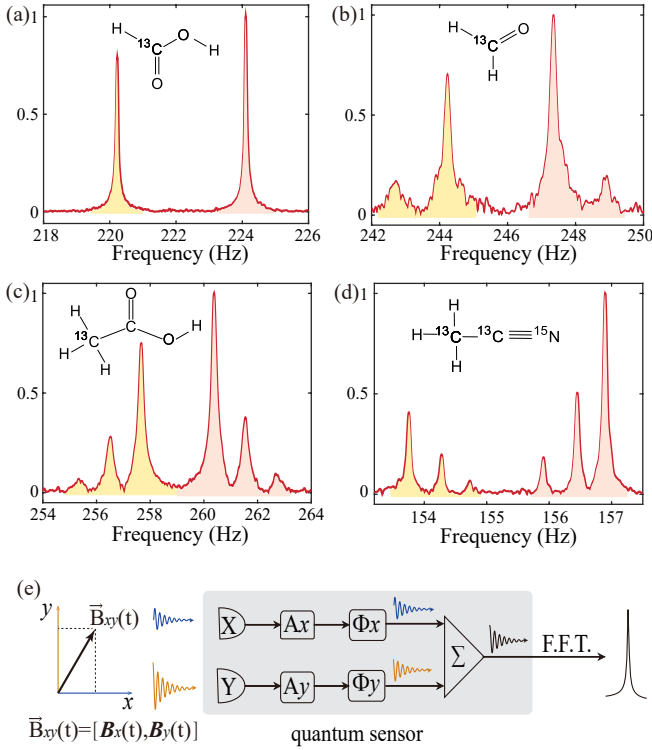 (a)
1
0.5
0
H
13C
O
H
O
218
220
222
224
226
Frequency (Hz)
(b)
1
0.5
0
H
13C
O
H
242
244
246
248
250
Frequency (Hz)
(c)
1
0.5
0
O
H
13C
C
H
O
H
H
254
256
258
260
262
264
Frequency (Hz)
(d)
1
0.5
0
H
H
13C
13C
15N
H
154
155
156
157
Frequency (Hz)
(e)
y
B⃗xy(t)
x
B⃗xy(t)=[Bx(t),By(t)]
X
Ax
Φx
Y
Ay
Φy
Σ
F.F.T.
quantum sensor